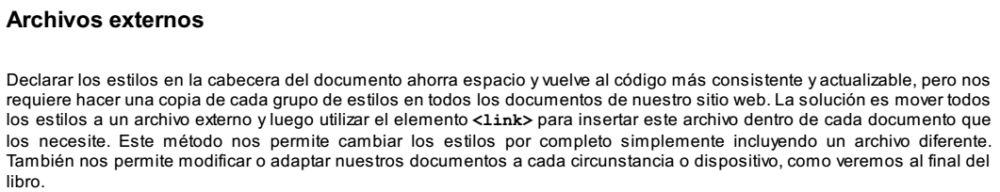 Archivos externos
Declarar los estilos en la cabecera del documento ahorra espacio y vuelve al código más consistente y actualizable, pero nos
requiere hacer una copia de cada grupo de estilos en todos los documentos de nuestro sitio web. La solución es mover todos
los estilos a un archivo externo y luego utilizar el elemento <link> para insertar este archivo dentro de cada documento que
los necesite. Este método nos permite cambiar los estilos por completo simplemente incluyendo un archivo diferente.
También nos permite modificar o adaptar nuestros documentos a cada circunstancia o dispositivo, como veremos al final del
libro.